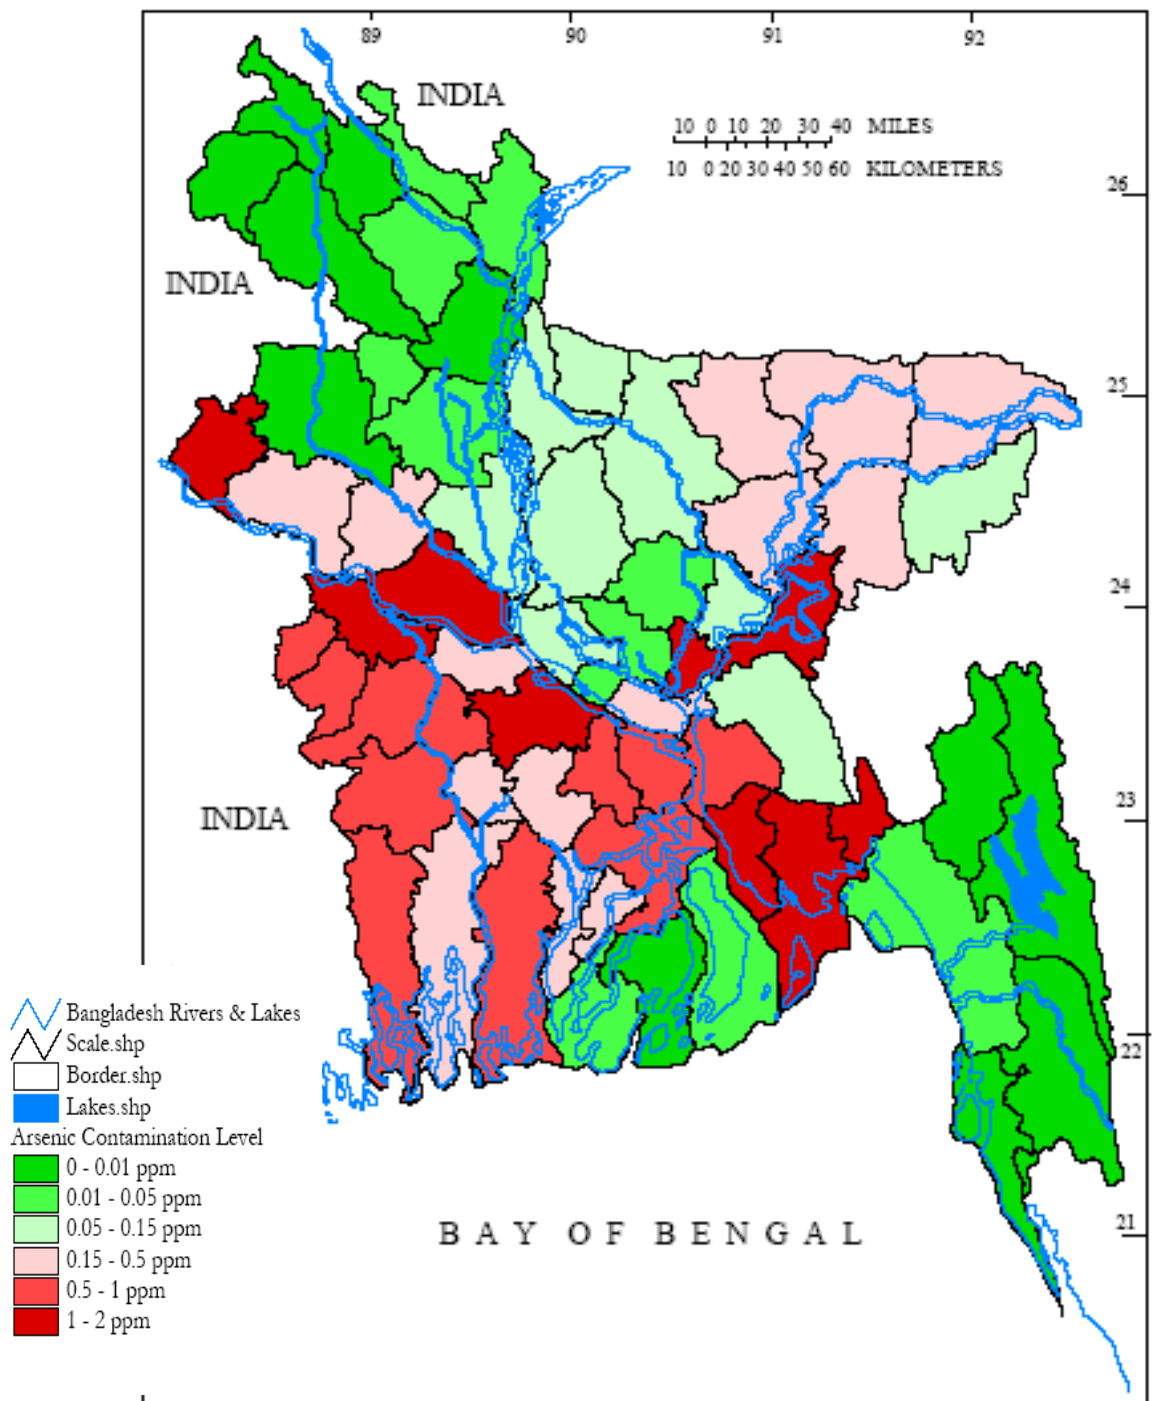 89 90 91 92
INDIA
10 0 10 20 30 40 MILES
10 0 20 30 40 50 60 KILOMETERS
26
INDIA
25
24
23
INDIA
22
21
BAY OF BENGAL
Bangladesh Rivers & Lakes
Scale.shp
Border.shp
Lakes.shp
Arsenic Contamination Level
0 - 0.01 ppm
0.01 - 0.05 ppm
0.05 - 0.15 ppm
0.15 - 0.5 ppm
0.5 - 1 ppm
1 - 2 ppm